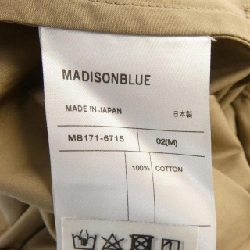 MADISONBLUE
MADE IN JAPAN 日本製
MB171-6715 02(M)
100% COTTON